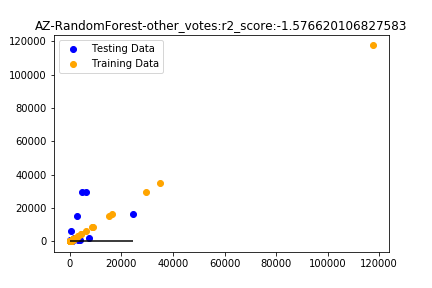 AZ-RandomForest-other_votes:r2_score:-1.576620106827583
Testing Data
Training Data
120000
100000
80000
60000
40000
20000
0
0 20000 40000 60000 80000 100000 120000